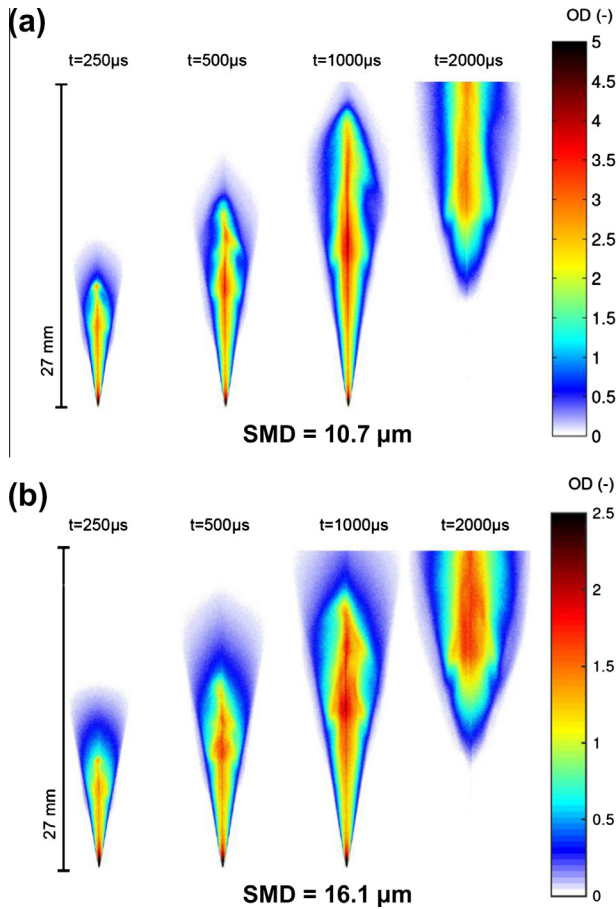 (a)
OD (-)
t=250µs t=500µs t=1000µs t=2000µs
5
4.5
4
3.5
3
2.5
2
1.5
1
0.5
0
27 mm
SMD = 10.7 µm
(b)
OD (-)
t=250µs t=500µs t=1000µs t=2000µs
2.5
2
1.5
1
0.5
0
27 mm
SMD = 16.1 µm